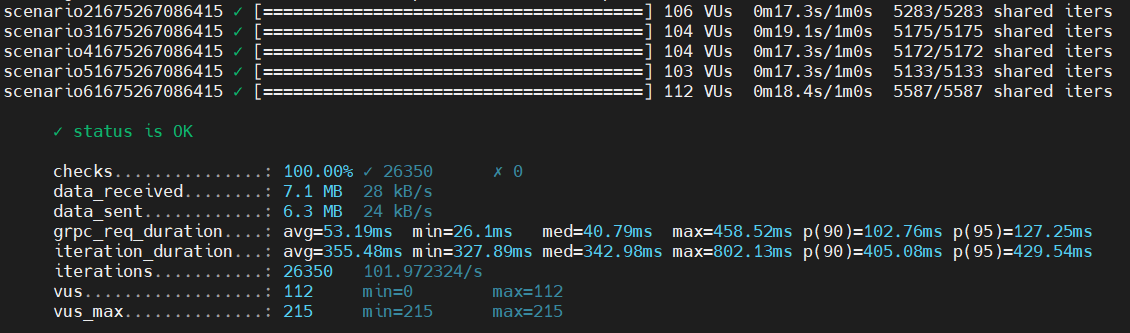 scenario21675267086415 ✓ [======================================] 106 VUs  0m17.3s/1m0s  5283/5283 shared iters
scenario31675267086415 ✓ [======================================] 104 VUs  0m19.1s/1m0s  5175/5175 shared iters
scenario41675267086415 ✓ [======================================] 104 VUs  0m17.3s/1m0s  5172/5172 shared iters
scenario51675267086415 ✓ [======================================] 103 VUs  0m17.3s/1m0s  5133/5133 shared iters
scenario61675267086415 ✓ [======================================] 112 VUs  0m18.4s/1m0s  5587/5587 shared iters
✓ status is OK
checks...............: 100.00% ✓ 26350      ✗ 0
data_received........: 7.1 MB  28 kB/s
data_sent............: 6.3 MB  24 kB/s
grpc_req_duration....: avg=53.19ms  min=26.1ms   med=40.79ms  max=458.52ms p(90)=102.76ms p(95)=127.25ms
iteration_duration...: avg=355.48ms min=327.89ms med=342.98ms max=802.13ms p(90)=405.08ms p(95)=429.54ms
iterations...........: 26350   101.972324/s
vus..................: 112     min=0        max=112
vus_max..............: 215     min=215      max=215